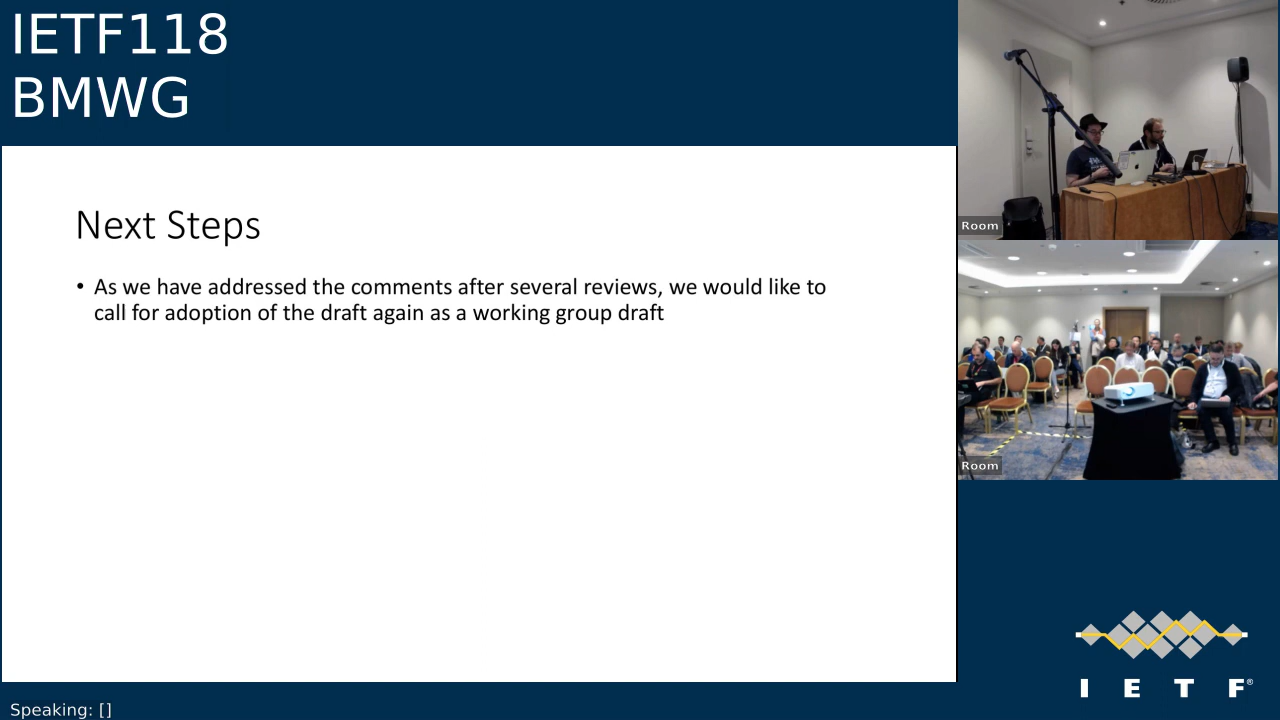 IETF118
BMWG
Next Steps
• As we have addressed the comments after several reviews, we would like to
call for adoption of the draft again as a working group draft
Room
Room
I E T F®
Speaking: []